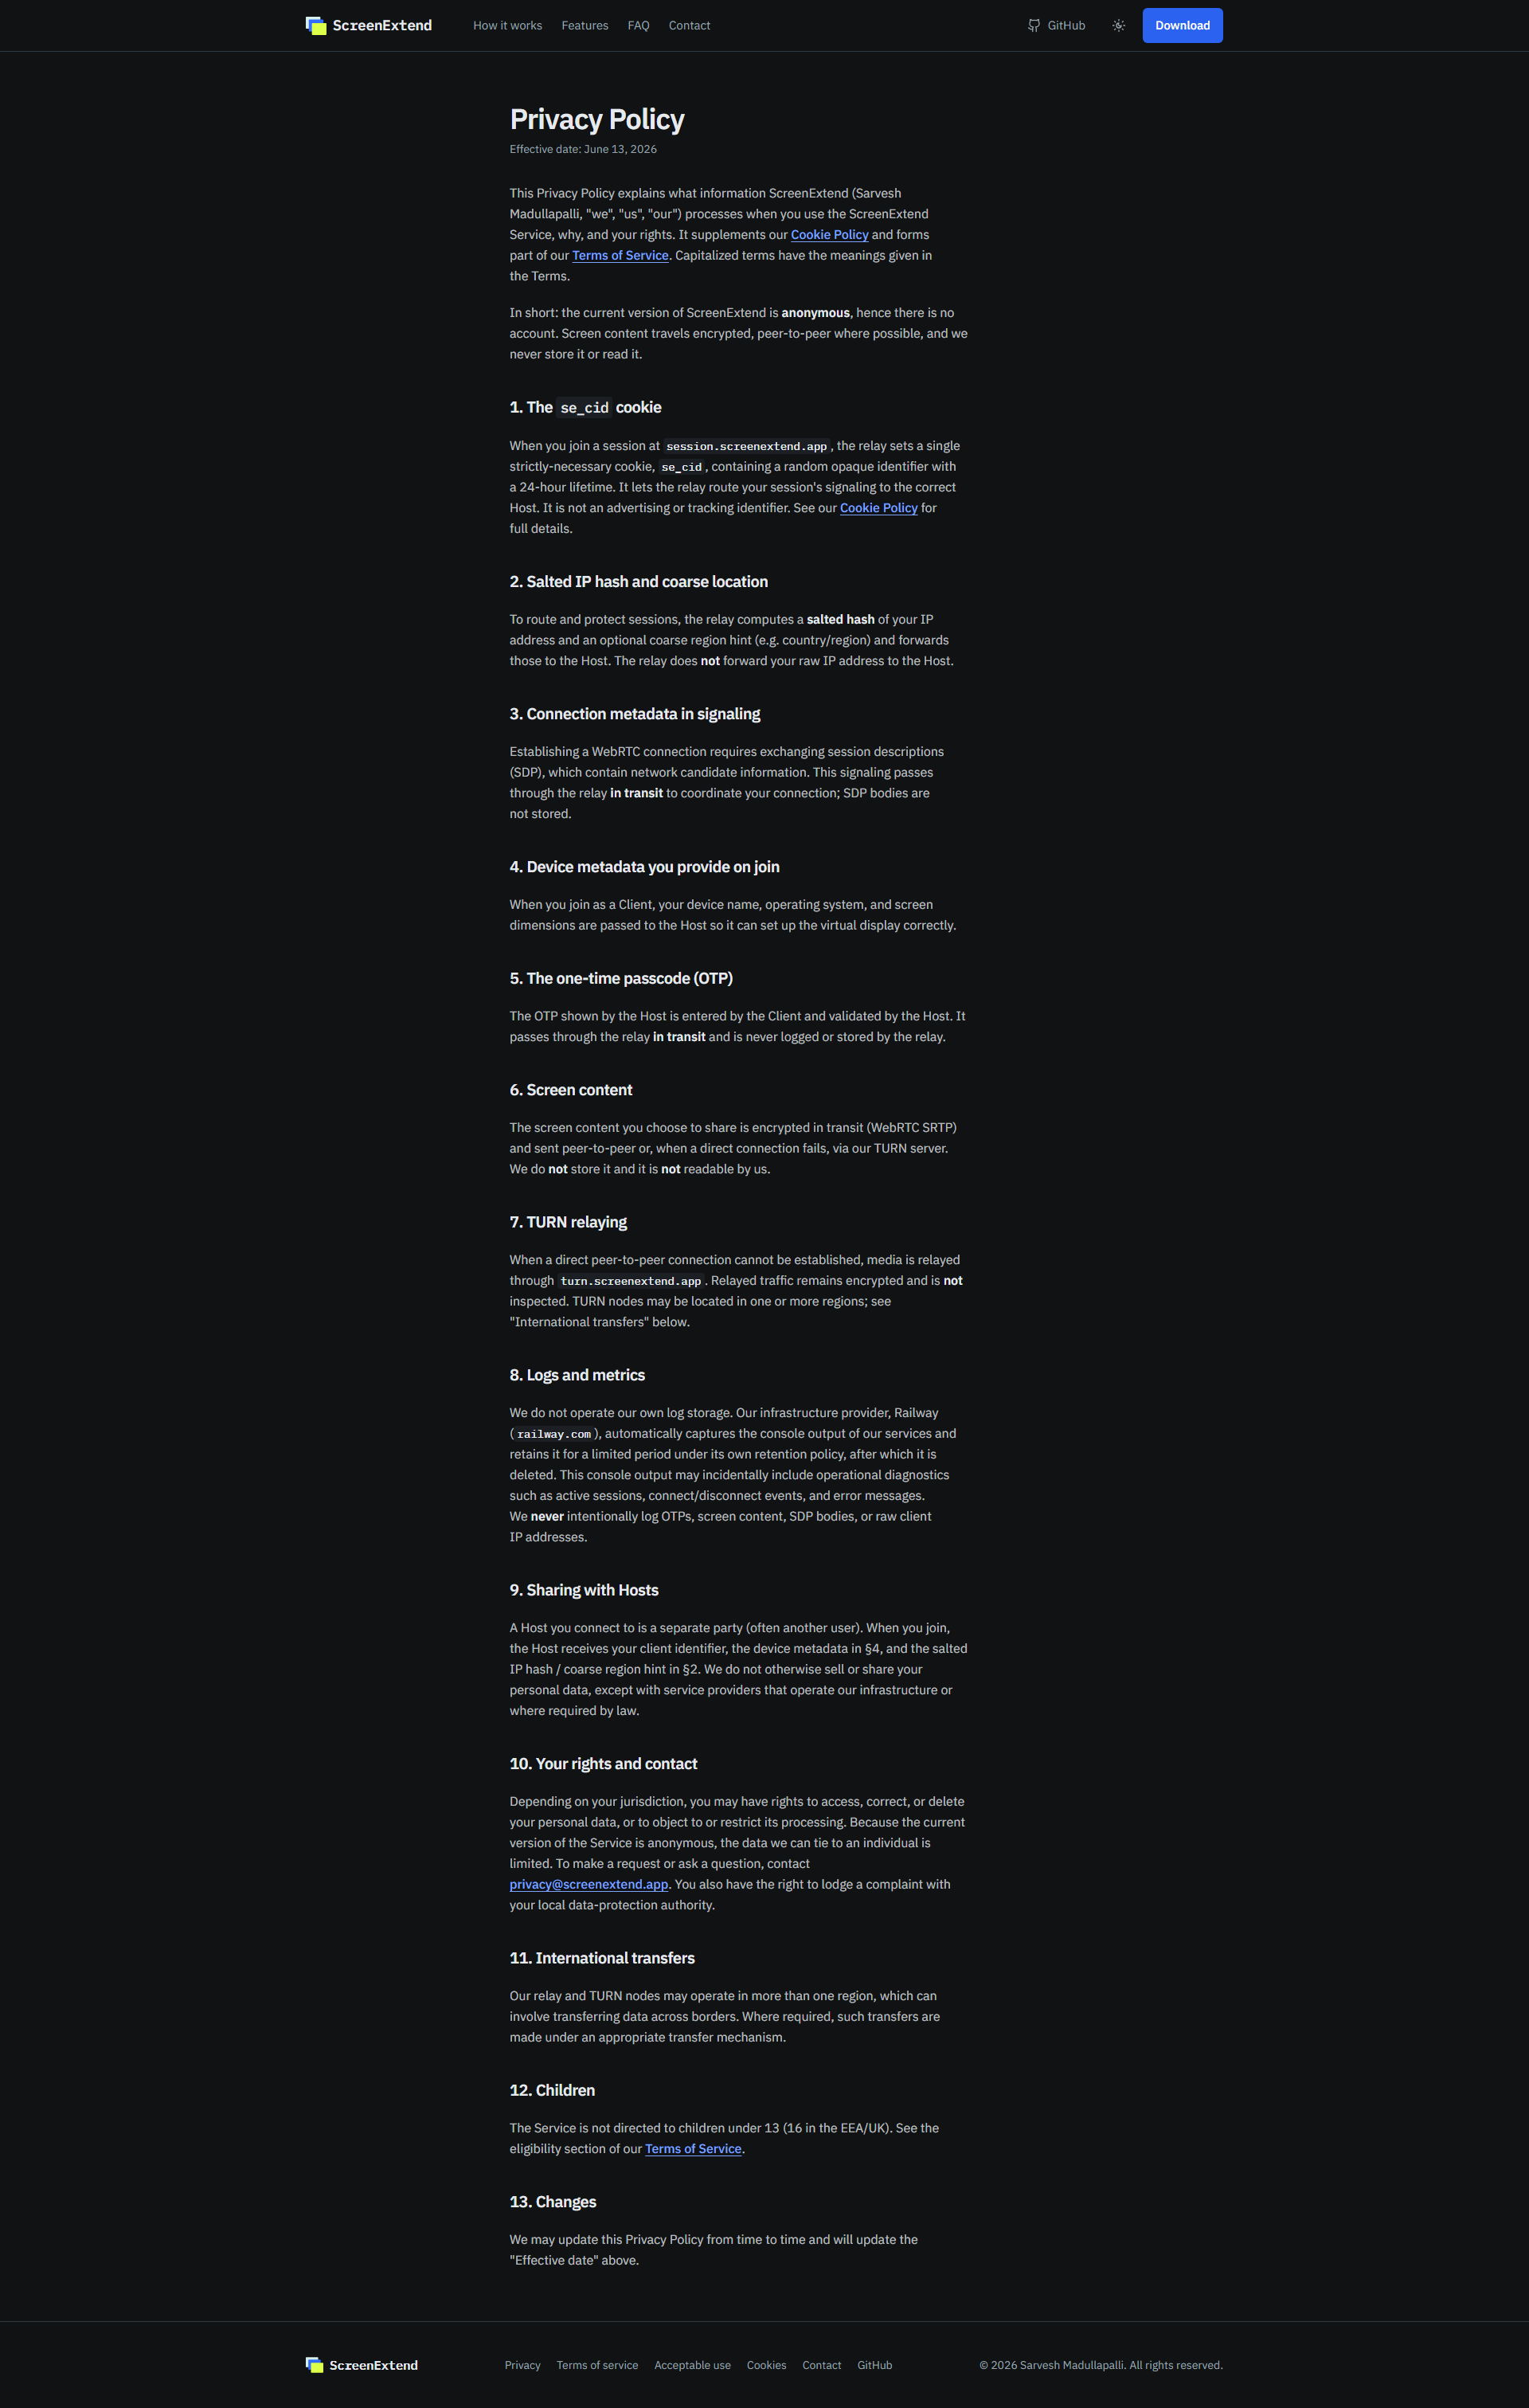 ScreenExtend How it works Features FAQ Contact GitHub Download
Privacy Policy
Effective date: June 13, 2026
This Privacy Policy explains what information ScreenExtend (Sarvesh
Madullapalli, "we", "us", "our") processes when you use the ScreenExtend
Service, why, and your rights. It supplements our Cookie Policy and forms
part of our Terms of Service. Capitalized terms have the meanings given in
the Terms.
In short: the current version of ScreenExtend is anonymous, hence there is no
account. Screen content travels encrypted, peer-to-peer where possible, and we
never store it or read it.
1. The se_cid cookie
When you join a session at session.screenextend.app, the relay sets a single
strictly-necessary cookie, se_cid, containing a random opaque identifier with
a 24-hour lifetime. It lets the relay route your session's signaling to the correct
Host. It is not an advertising or tracking identifier. See our Cookie Policy for
full details.
2. Salted IP hash and coarse location
To route and protect sessions, the relay computes a salted hash of your IP
address and an optional coarse region hint (e.g. country/region) and forwards
those to the Host. The relay does not forward your raw IP address to the Host.
3. Connection metadata in signaling
Establishing a WebRTC connection requires exchanging session descriptions
(SDP), which contain network candidate information. This signaling passes
through the relay in transit to coordinate your connection; SDP bodies are
not stored.
4. Device metadata you provide on join
When you join as a Client, your device name, operating system, and screen
dimensions are passed to the Host so it can set up the virtual display correctly.
5. The one-time passcode (OTP)
The OTP shown by the Host is entered by the Client and validated by the Host. It
passes through the relay in transit and is never logged or stored by the relay.
6. Screen content
The screen content you choose to share is encrypted in transit (WebRTC SRTP)
and sent peer-to-peer or, when a direct connection fails, via our TURN server.
We do not store it and it is not readable by us.
7. TURN relaying
When a direct peer-to-peer connection cannot be established, media is relayed
through turn.screenextend.app. Relayed traffic remains encrypted and is not
inspected. TURN nodes may be located in one or more regions; see
"International transfers" below.
8. Logs and metrics
We do not operate our own log storage. Our infrastructure provider, Railway
(railway.com), automatically captures the console output of our services and
retains it for a limited period under its own retention policy, after which it is
deleted. This console output may incidentally include operational diagnostics
such as active sessions, connect/disconnect events, and error messages.
We never intentionally log OTPs, screen content, SDP bodies, or raw client
IP addresses.
9. Sharing with Hosts
A Host you connect to is a separate party (often another user). When you join,
the Host receives your client identifier, the device metadata in §4, and the salted
IP hash / coarse region hint in §2. We do not otherwise sell or share your
personal data, except with service providers that operate our infrastructure or
where required by law.
10. Your rights and contact
Depending on your jurisdiction, you may have rights to access, correct, or delete
your personal data, or to object to or restrict its processing. Because the current
version of the Service is anonymous, the data we can tie to an individual is
limited. To make a request or ask a question, contact
privacy@screenextend.app. You also have the right to lodge a complaint with
your local data-protection authority.
11. International transfers
Our relay and TURN nodes may operate in more than one region, which can
involve transferring data across borders. Where required, such transfers are
made under an appropriate transfer mechanism.
12. Children
The Service is not directed to children under 13 (16 in the EEA/UK). See the
eligibility section of our Terms of Service.
13. Changes
We may update this Privacy Policy from time to time and will update the
"Effective date" above.
ScreenExtend Privacy Terms of service Acceptable use Cookies Contact GitHub © 2026 Sarvesh Madullapalli. All rights reserved.